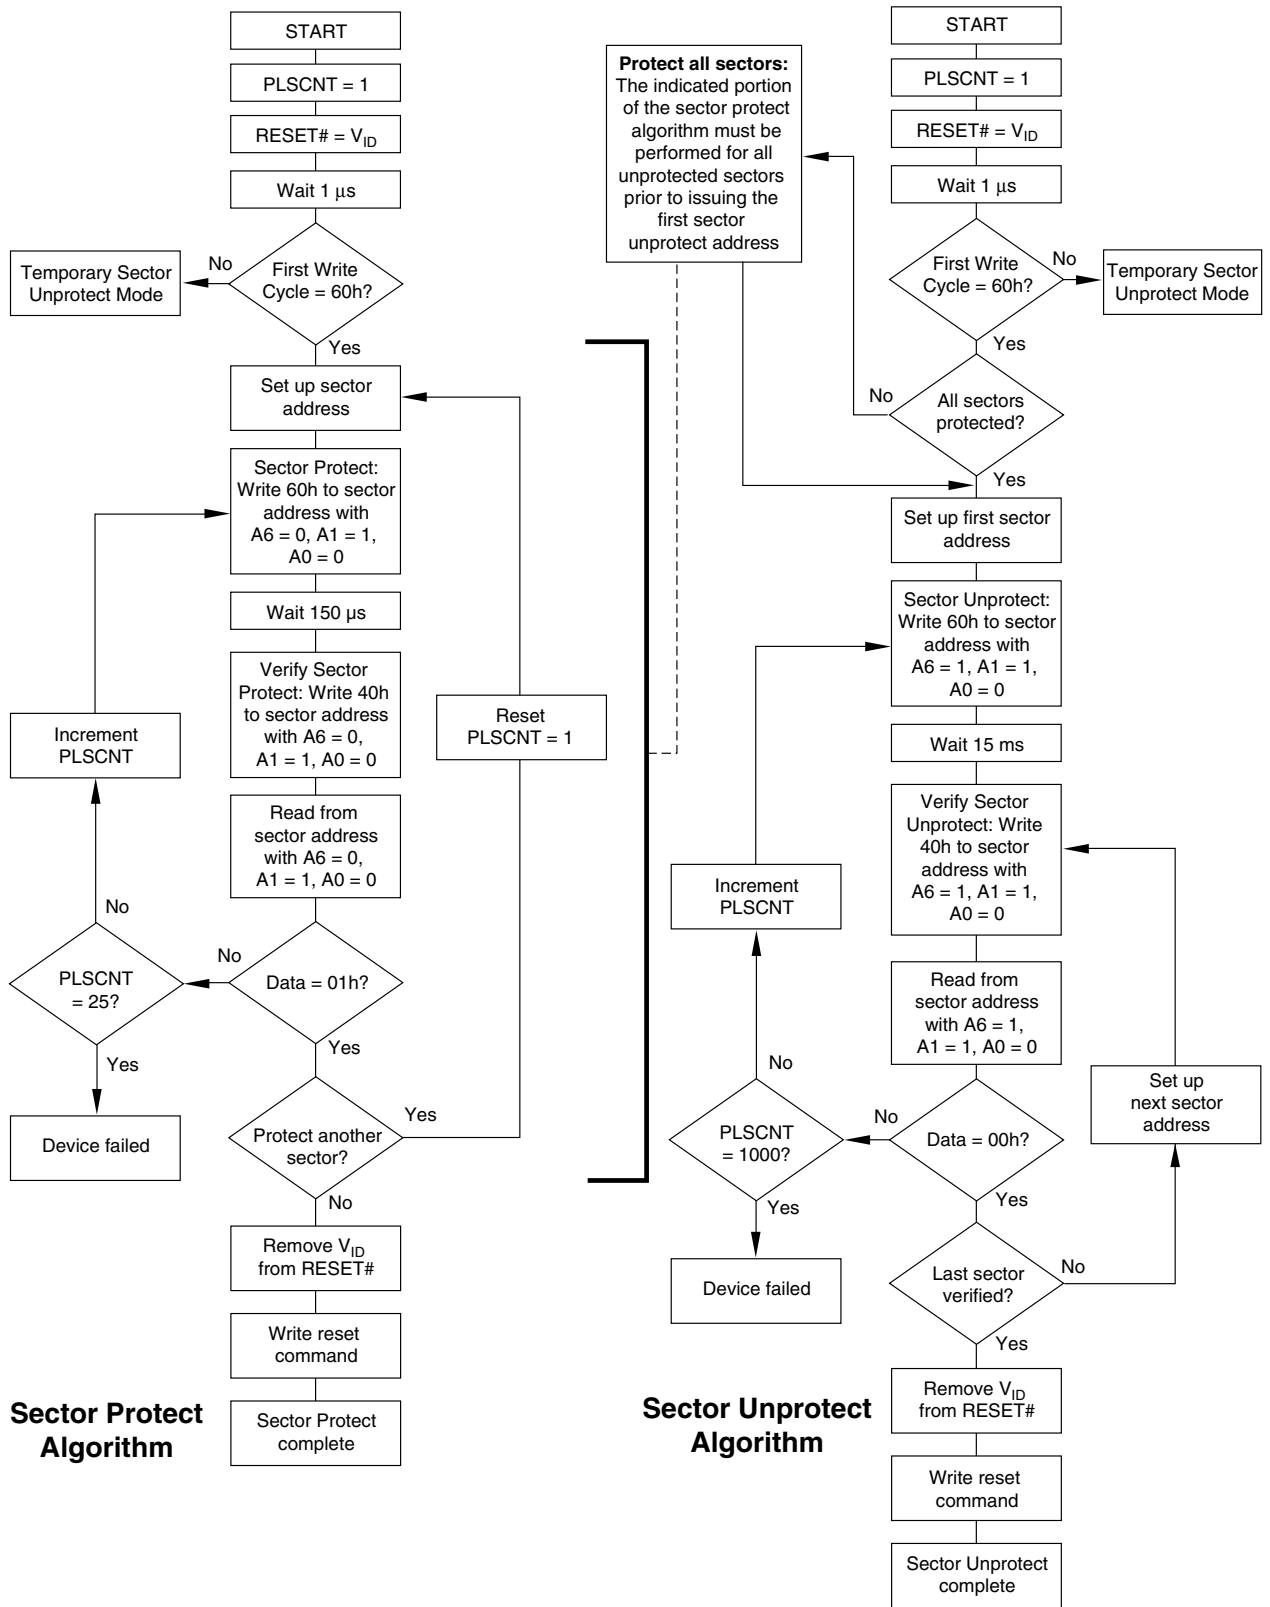 START
PLSCNT = 1
RESET# = VID
Wait 1 μs
First Write
Cycle = 60h?
No
Temporary Sector
Unprotect Mode
Yes
Set up sector
address
Sector Protect:
Write 60h to sector
address with
A6 = 0, A1 = 1,
A0 = 0
Wait 150 µs
Verify Sector
Protect: Write 40h
to sector address
with A6 = 0,
A1 = 1, A0 = 0
Reset
PLSCNT = 1
Increment
PLSCNT
Read from
sector address
with A6 = 0,
A1 = 1, A0 = 0
No
PLSCNT
= 25?
No
Data = 01h?
Yes
Yes
Device failed
Protect another
sector?
Yes
No
Remove VID
from RESET#
Write reset
command
Sector Protect
complete
Sector Protect
Algorithm
Protect all sectors:
The indicated portion
of the sector protect
algorithm must be
performed for all
unprotected sectors
prior to issuing the
first sector
unprotect address
START
PLSCNT = 1
RESET# = VID
Wait 1 μs
First Write
Cycle = 60h?
No
Temporary Sector
Unprotect Mode
Yes
No
All sectors
protected?
Yes
Set up first sector
address
Sector Unprotect:
Write 60h to sector
address with
A6 = 1, A1 = 1,
A0 = 0
Wait 15 ms
Verify Sector
Unprotect: Write
40h to sector
address with
A6 = 1, A1 = 1,
A0 = 0
Increment
PLSCNT
Read from
sector address
with A6 = 1,
A1 = 1, A0 = 0
No
Set up
next sector
address
PLSCNT
= 1000?
No
Data = 00h?
Yes
Yes
Device failed
Last sector
verified?
No
Yes
Remove VID
from RESET#
Write reset
command
Sector Unprotect
complete
Sector Unprotect
Algorithm